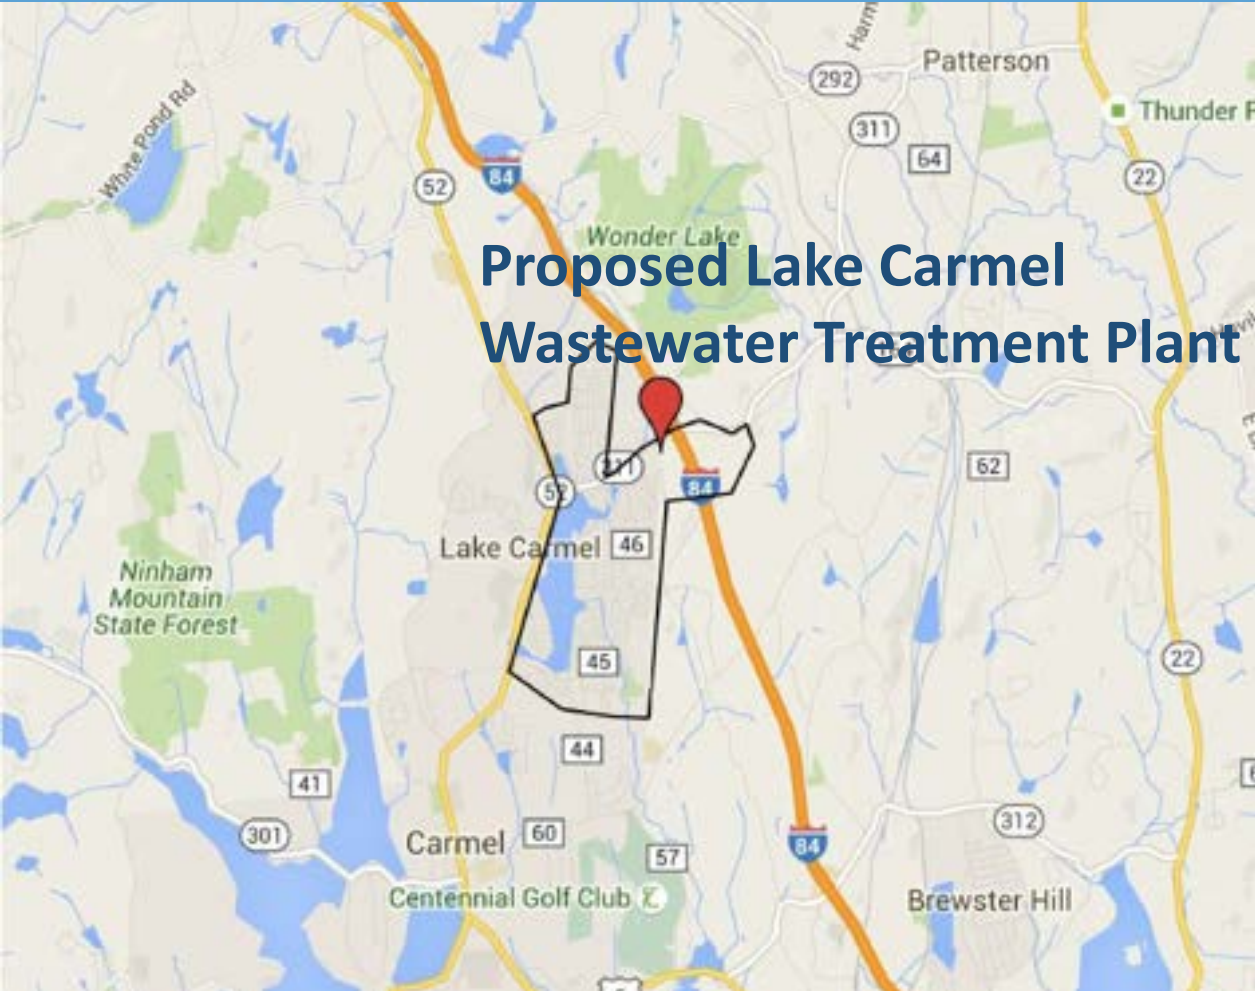 Harm
292
Patterson
Thunder F
311
64
White Pond Rd
84
52
22
Wonder Lake
Proposed Lake Carmel
Wastewater Treatment Plant
311
62
52
84
Lake Carmel
46
Ninham
Mountain
State Forest
45
22
44
41
301
Carmel
60
57
312
84
Centennial Golf Club
Brewster Hill